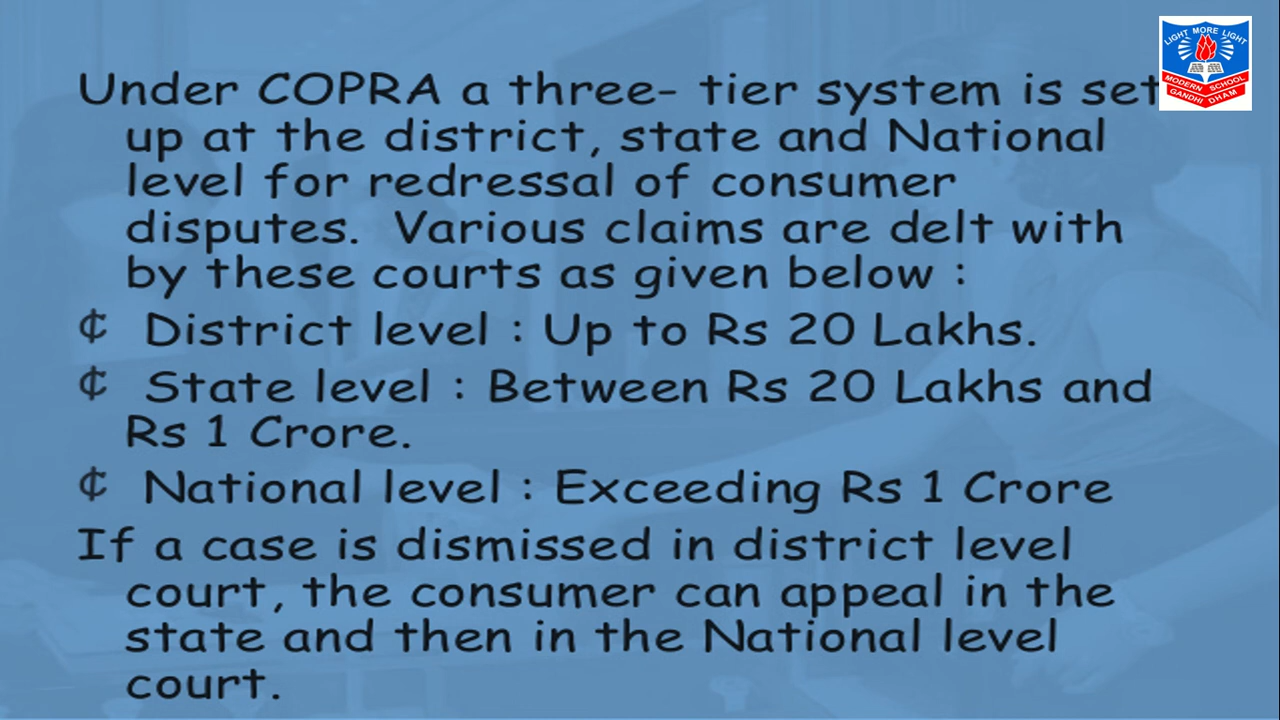 LIGHT MORE LIGHT
MODERN SCHOOL
GANDHI DHAM
Under COPRA a three- tier system is set
up at the district, state and National
level for redressal of consumer
disputes. Various claims are delt with
by these courts as given below :
¢ District level : Up to Rs 20 Lakhs.
¢ State level : Between Rs 20 Lakhs and
Rs 1 Crore.
¢ National level : Exceeding Rs 1 Crore
If a case is dismissed in district level
court, the consumer can appeal in the
state and then in the National level
court.